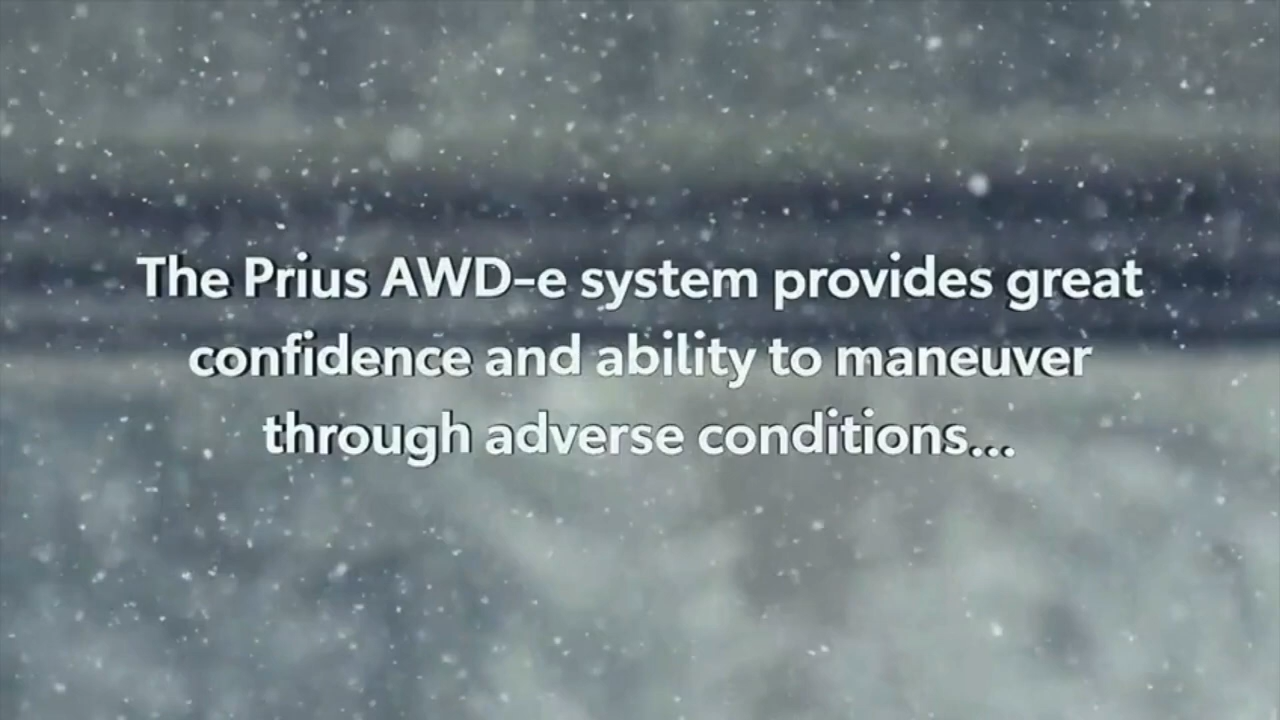 The Prius AWD-e system provides great
confidence and ability to maneuver
through adverse conditions...